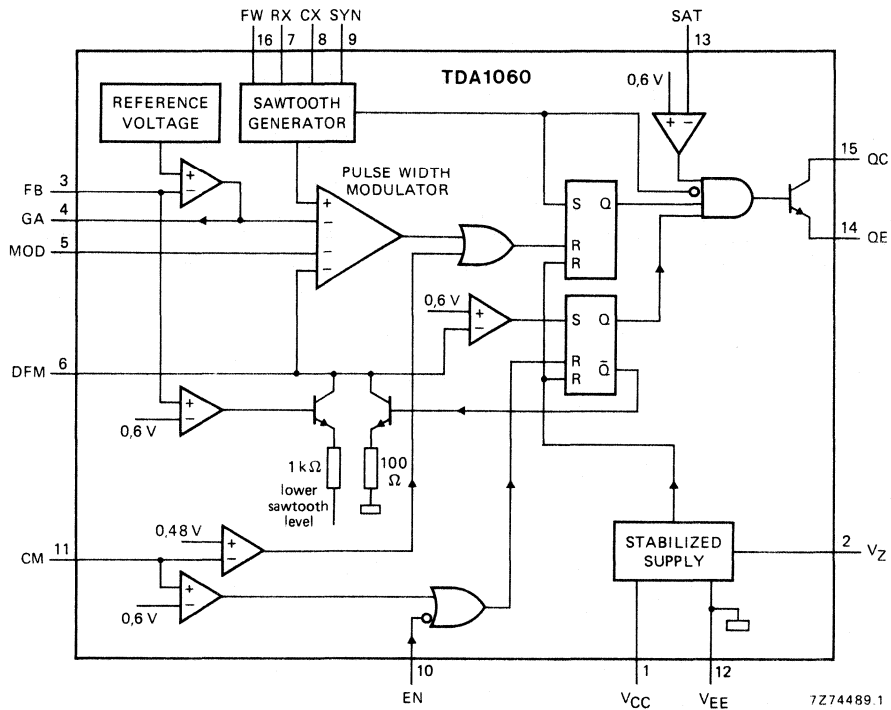 FW RX CX SYN
SAT
16 7 8 9
13
TDA1060
0,6 V
REFERENCE
VOLTAGE
SAWTOOTH
GENERATOR
+ −
15 QC
PULSE WIDTH
MODULATOR
FB 3
+
−
GA 4
+
−
S Q
MOD 5
−
−
R
R
14 QE
0,6 V
+
−
S Q
R Q̄
R
DFM 6
+
−
0,6 V
1 kΩ
100
Ω
lower
sawtooth
level
0,48 V
+
−
CM 11
STABILIZED
SUPPLY
2 VZ
+
−
0,6 V
10
EN
1
VCC
12
VEE
7Z74489.1